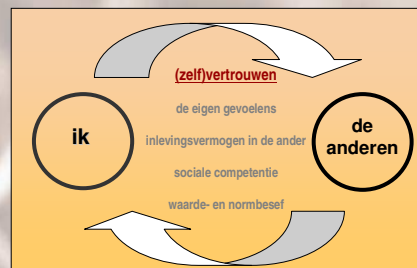 (zelf)vertrouwen
de eigen gevoelens
ik
inlevingsvermogen in de ander
de
anderen
sociale competentie
waarde- en normbesef